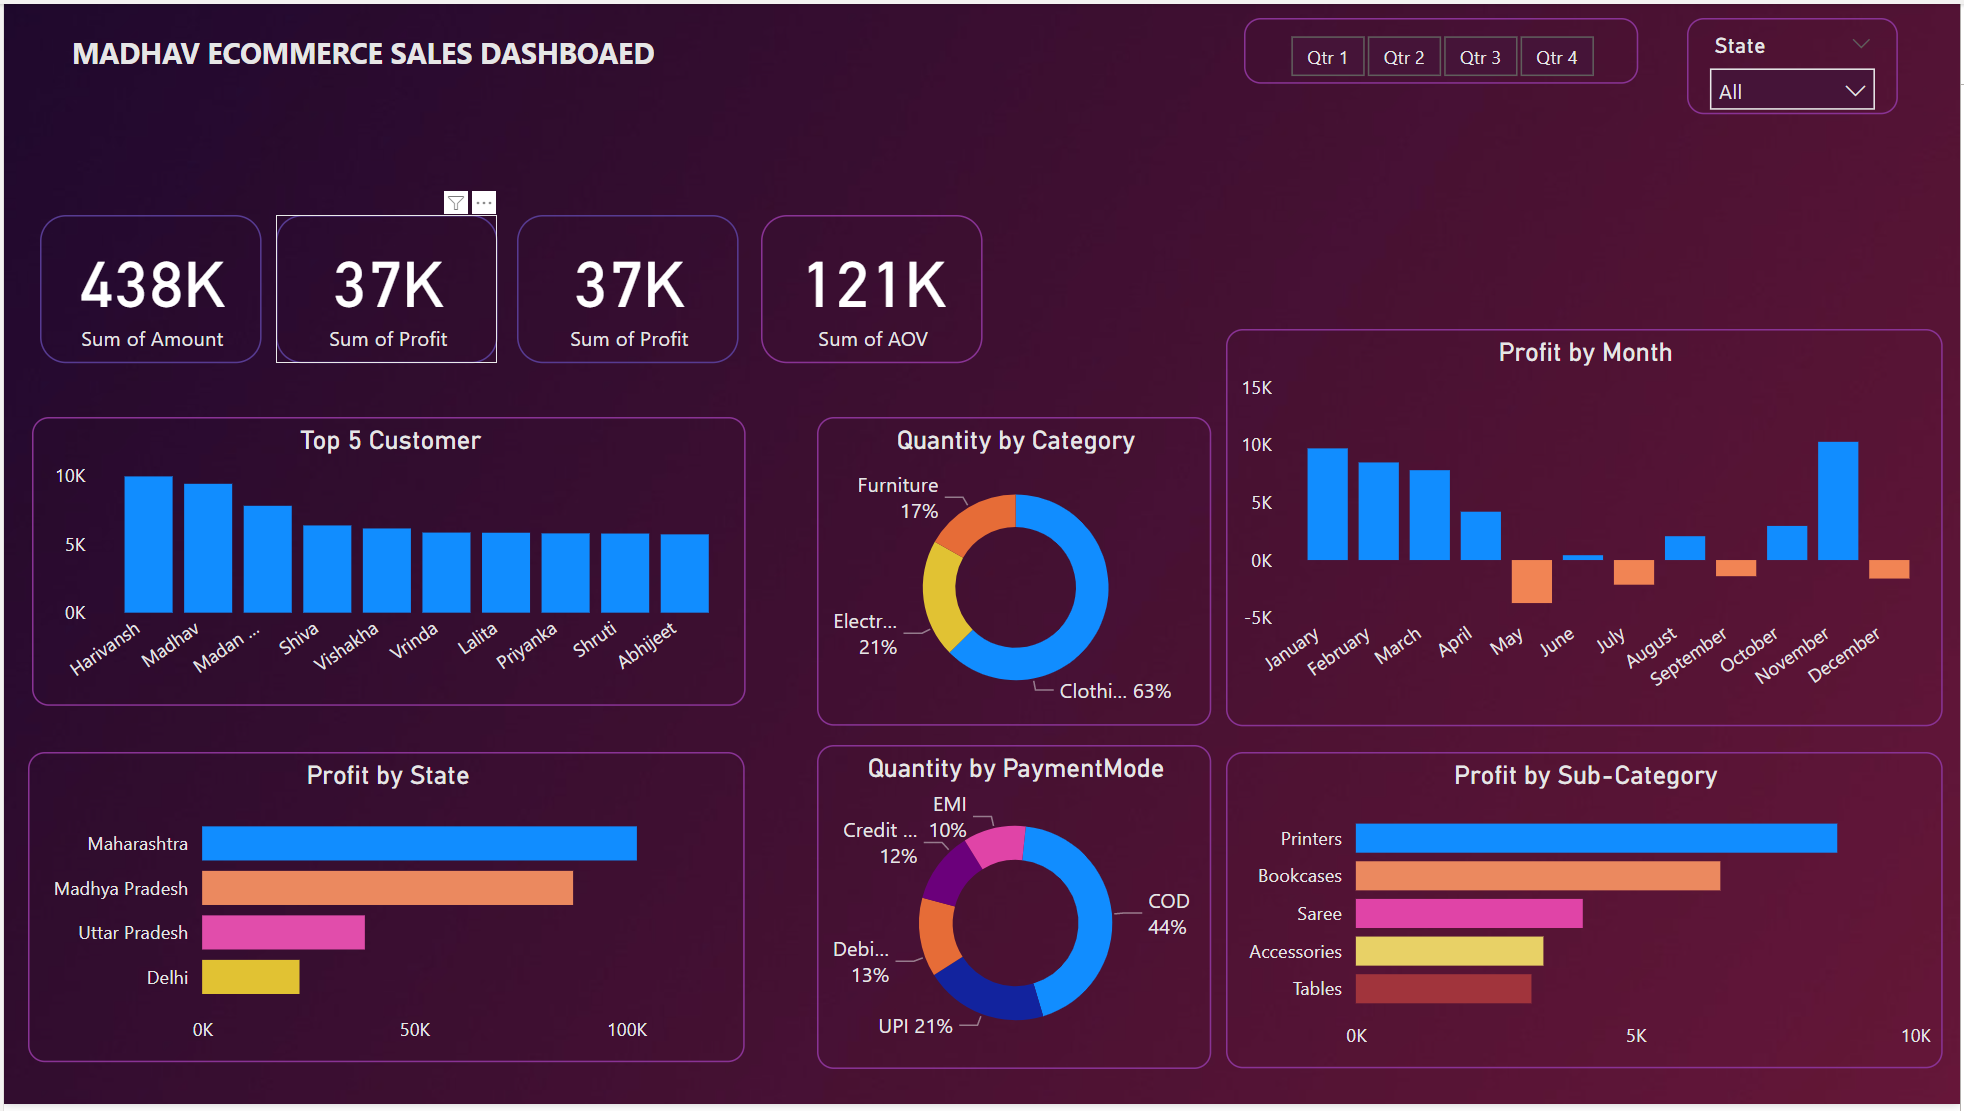 MADHAV ECOMMERCE SALES DASHBOAED
Qtr 1 Qtr 2 Qtr 3 Qtr 4
State
All
438K
Sum of Amount
37K
Sum of Profit
37K
Sum of Profit
121K
Sum of AOV
Top 5 Customer
10K
5K
0K
Harivansh
Madhav
Madan ...
Shiva
Vishakha
Vrinda
Lalita
Priyanka
Shruti
Abhijeet
Quantity by Category
Furniture
17%
Electr...
21%
Clothi... 63%
Profit by Month
15K
10K
5K
0K
-5K
January
February
March
April
May
June
July
August
September
October
November
December
Profit by State
Maharashtra
Madhya Pradesh
Uttar Pradesh
Delhi
0K 50K 100K
Quantity by PaymentMode
EMI
10%
Credit ...
12%
COD
44%
Debi...
13%
UPI 21%
Profit by Sub-Category
Printers
Bookcases
Saree
Accessories
Tables
0K 5K 10K